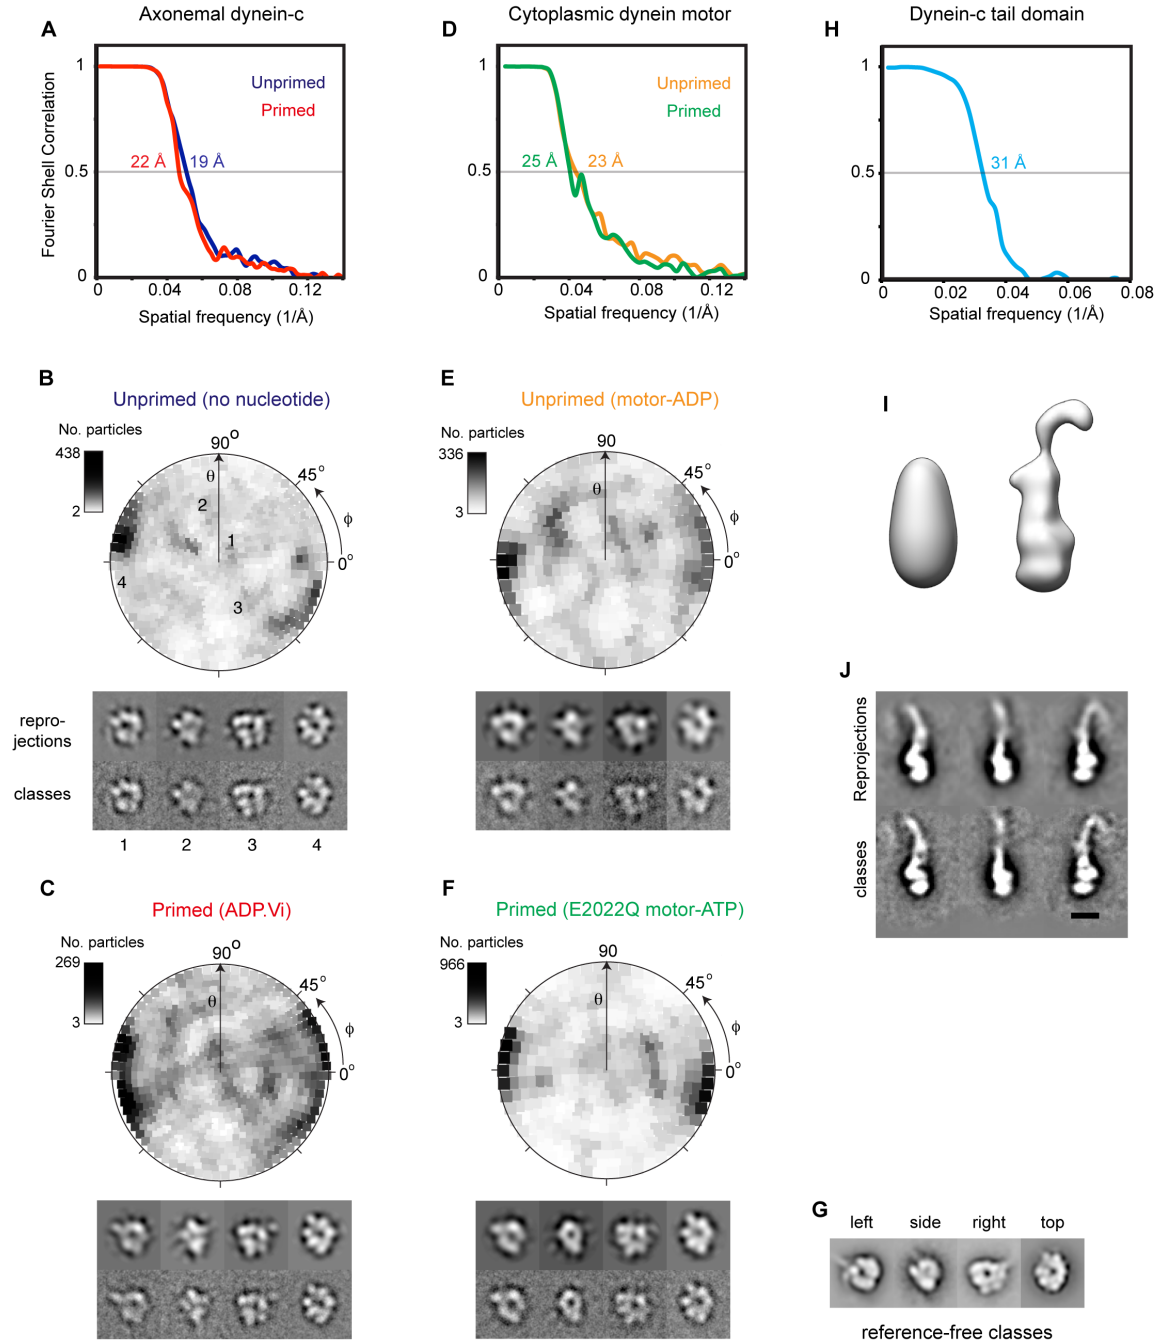 Axonemal dynein-c
A
1
Unprimed
Primed
22 Å
19 Å
0.5
0
Fourier Shell Correlation
0
0.04
0.08
0.12
Spatial frequency (1/Å)
Cytoplasmic dynein motor
D
1
Unprimed
Primed
25 Å
23 Å
0.5
0
0
0.04
0.08
0.12
Spatial frequency (1/Å)
Dynein-c tail domain
H
1
31 Å
0.5
0
0
0.02
0.04
0.06
0.08
Spatial frequency (1/Å)
B
Unprimed (no nucleotide)
No. particles
438
2
90°
θ
45°
ϕ
0°
2
1
4
3
repro-
jections
classes
1 2 3 4
E
Unprimed (motor-ADP)
No. particles
336
3
90
θ
45°
ϕ
0°
I
J
Reprojections
classes
C
Primed (ADP.Vi)
No. particles
269
3
90°
θ
45°
ϕ
0°
F
Primed (E2022Q motor-ATP)
No. particles
966
3
90
θ
45°
ϕ
0°
G
left side right top
reference-free classes